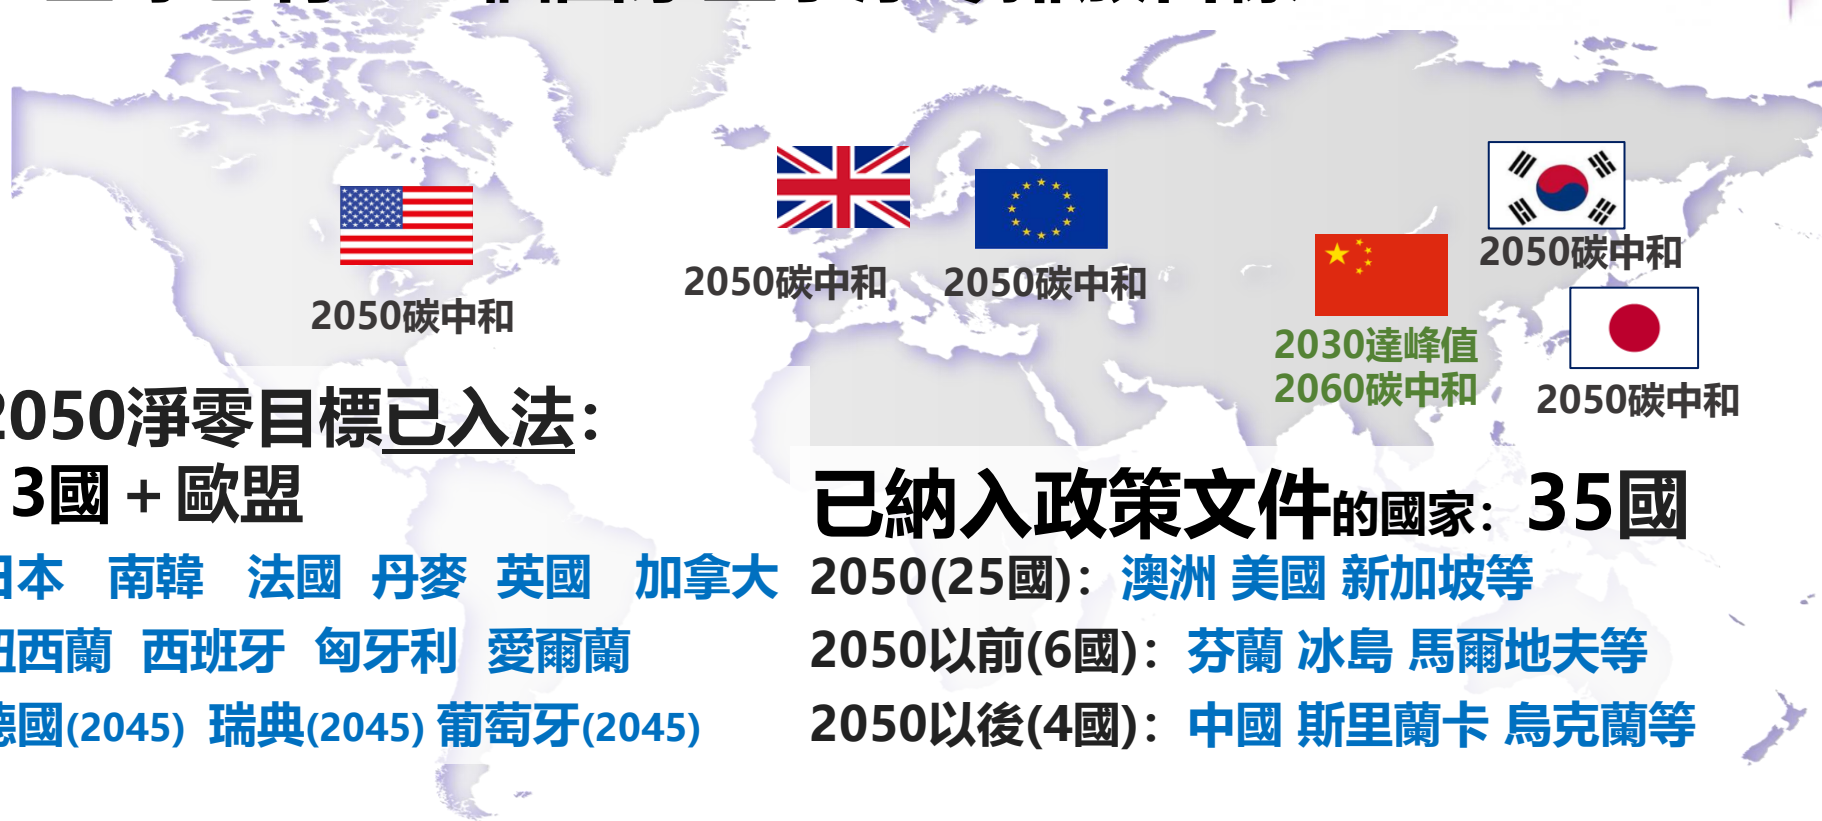 2050碳中和
2050碳中和
2050碳中和
2050碳中和
2030達峰值
2060碳中和
2050碳中和
2050淨零目標已入法：
3國＋歐盟
日本 南韓 法國 丹麥 英國 加拿大
紐西蘭 西班牙 匈牙利 愛爾蘭
德國(2045) 瑞典(2045) 葡萄牙(2045)
已納入政策文件的國家：35國
2050(25國)：澳洲 美國 新加坡等
2050以前(6國)：芬蘭 冰島 馬爾地夫等
2050以後(4國)：中國 斯里蘭卡 烏克蘭等